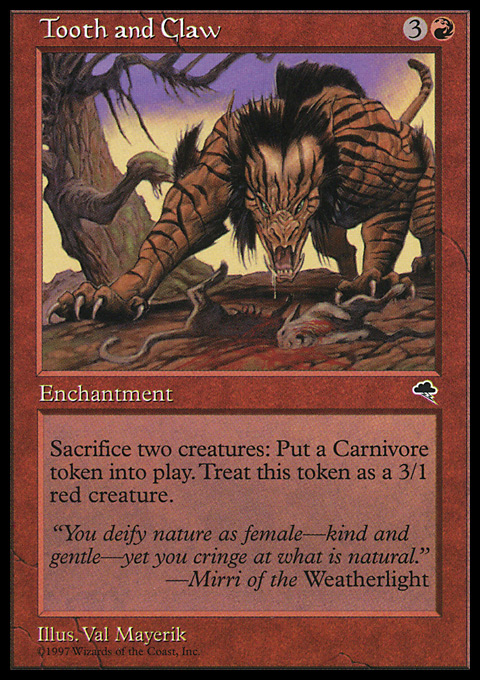 Tooth and Claw 3
Enchantment
Sacrifice two creatures: Put a Carnivore
token into play. Treat this token as a 3/1
red creature.
“You deify nature as female—kind and
gentle—yet you cringe at what is natural.”
—Mirri of the Weatherlight
Illus. Val Mayerik
©1997 Wizards of the Coast, Inc.